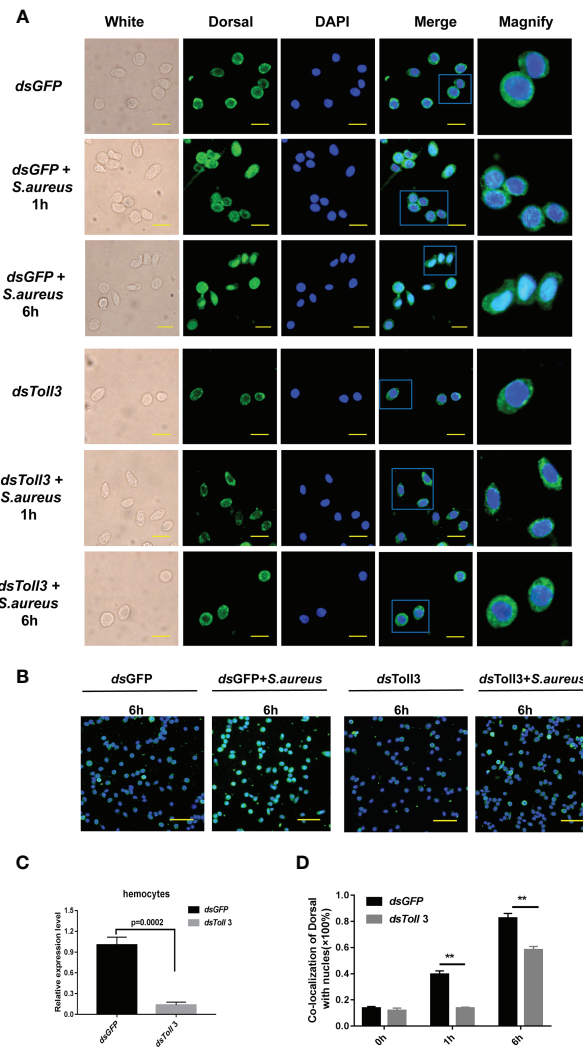 A
White Dorsal DAPI Merge Magnify
dsGFP
dsGFP +
S.aureus
1h
dsGFP +
S.aureus
6h
dsToll3
dsToll3 +
S.aureus
1h
dsToll3 +
S.aureus
6h
B
dsGFP dsGFP+S.aureus dsToll3 dsToll3+S.aureus
6h 6h 6h 6h
C
hemocytes
dsGFP
dsToll 3
p=0.0002
Relative expression level
1.5
1.2
0.9
0.6
0.3
0.0
dsGFP
dsToll 3
D
Co-localization of Dorsal
with nucles(×100%)
1.0
0.8
0.6
0.4
0.2
0.0
dsGFP
dsToll 3
**
**
0h 1h 6h